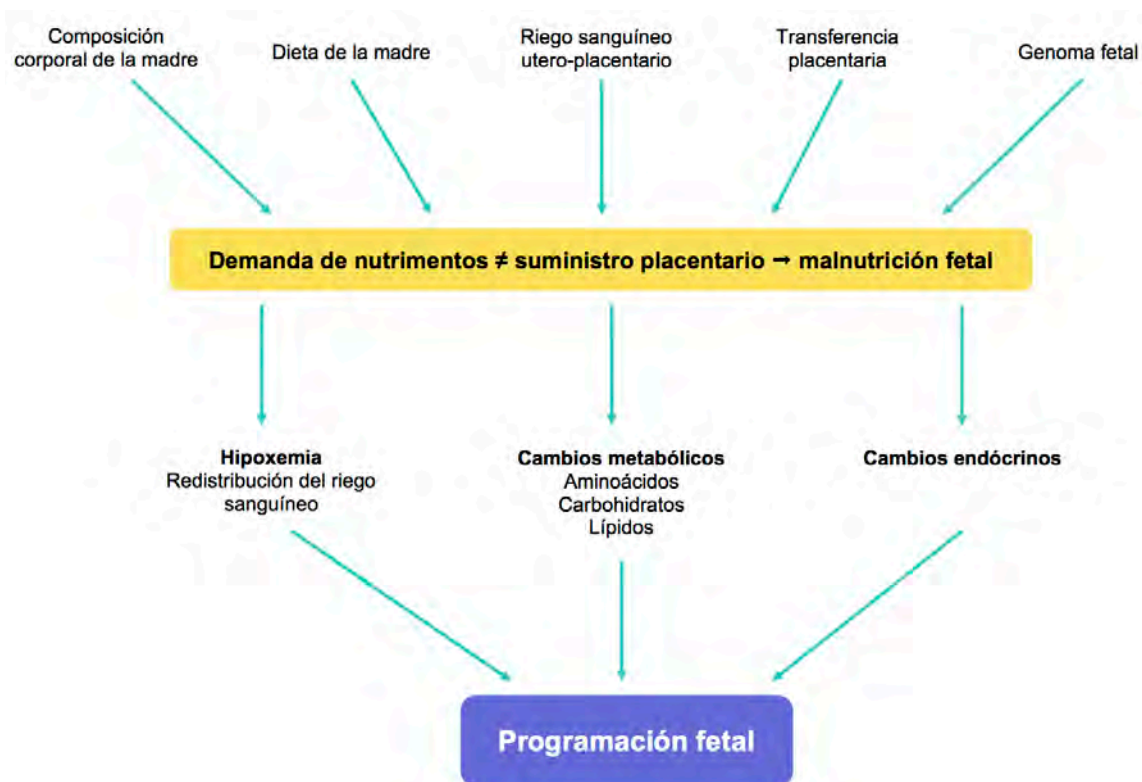 Composición
corporal de la madre
Dieta de la madre
Riego sanguíneo
utero-placentario
Transferencia
placentaria
Genoma fetal
Demanda de nutrimentos ≠ suministro placentario → malnutrición fetal
Hipoxemia
Redistribución del riego
sanguíneo
Cambios metabólicos
Aminoácidos
Carbohidratos
Lípidos
Cambios endócrinos
Programación fetal